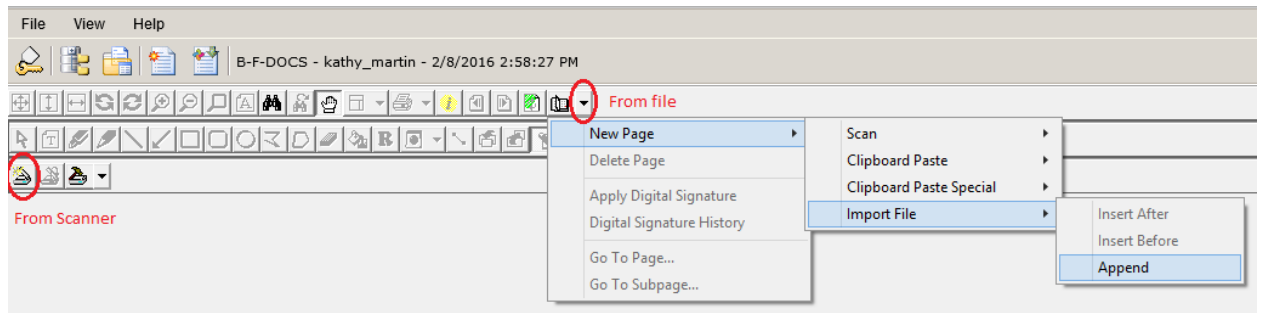 File View Help
B-F-DOCS - kathy_martin - 2/8/2016 2:58:27 PM
From file
New Page
Delete Page
Apply Digital Signature
Digital Signature History
Go To Page...
Go To Subpage...
Scan
Clipboard Paste
Clipboard Paste Special
Import File
Insert After
Insert Before
Append
From Scanner